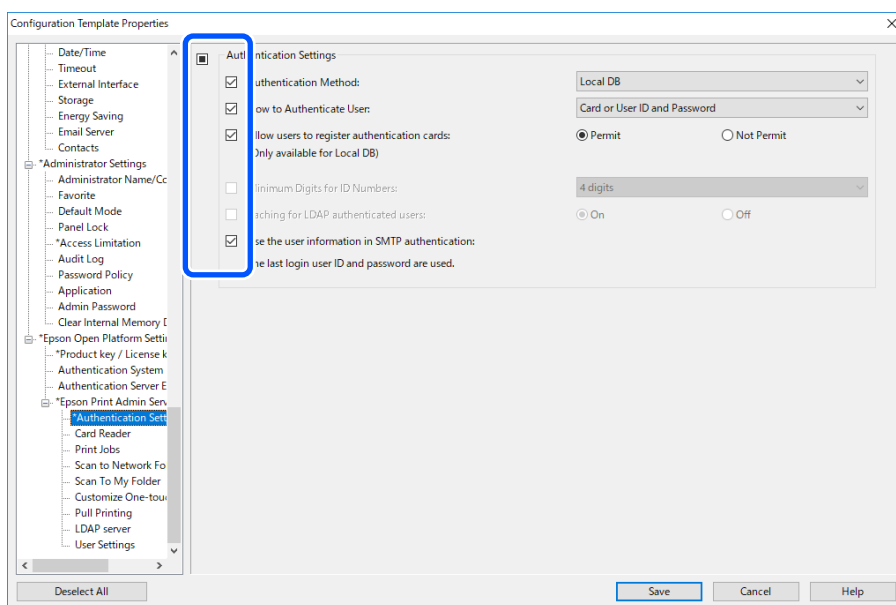 Configuration Template Properties
Date/Time
Timeout
External Interface
Storage
Energy Saving
Email Server
Contacts
*Administrator Settings
Administrator Name/Co
Favorite
Default Mode
Panel Lock
*Access Limitation
Audit Log
Password Policy
Application
Admin Password
Clear Internal Memory D
*Epson Open Platform Settin
*Product key / License k
Authentication System
Authentication Server E
*Epson Print Admin Serv
*Authentication Sett
Card Reader
Print Jobs
Scan to Network Fo
Scan To My Folder
Customize One-touc
Pull Printing
LDAP server
User Settings
Authentication Settings
uthentication Method: Local DB
ow to Authenticate User: Card or User ID and Password
llow users to register authentication cards: Permit Not Permit
Only available for Local DB)
inimum Digits for ID Numbers: 4 digits
aching for LDAP authenticated users: On Off
se the user information in SMTP authentication:
he last login user ID and password are used.
Deselect All
Save
Cancel
Help